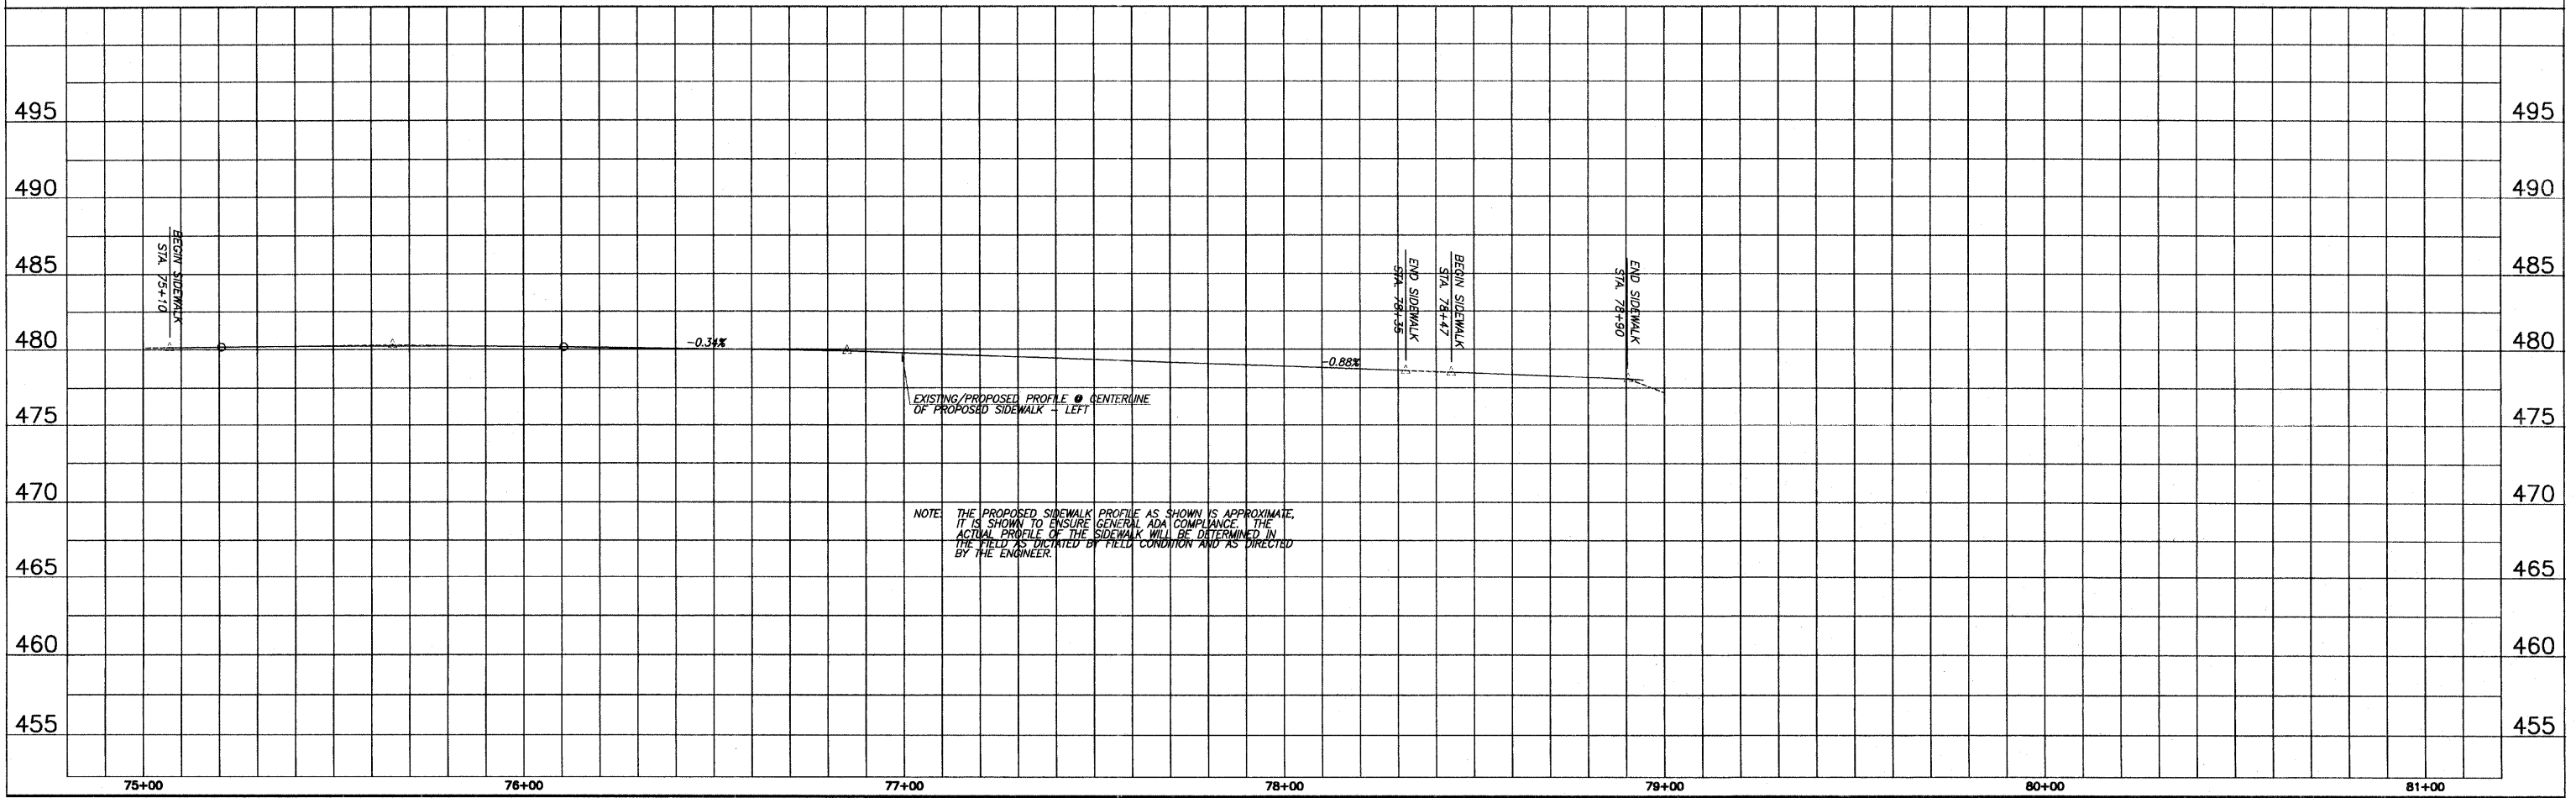 495
495
490
490
BEGIN SIDEWALK
STA. 75+10
END SIDEWALK
STA. 78+35
BEGIN SIDEWALK
STA. 78+47
END SIDEWALK
STA. 78+90
485
485
480
480
-0.34%
-0.88%
EXISTING/PROPOSED PROFILE @ CENTERLINE
OF PROPOSED SIDEWALK - LEFT
475
475
470
470
NOTE: THE PROPOSED SIDEWALK PROFILE AS SHOWN IS APPROXIMATE,
IT IS SHOWN TO ENSURE GENERAL ADA COMPLIANCE. THE
ACTUAL PROFILE OF THE SIDEWALK WILL BE DETERMINED IN
THE FIELD AS DICTATED BY FIELD CONDITION AND AS DIRECTED
BY THE ENGINEER.
465
465
460
460
455
455
75+00
76+00
77+00
78+00
79+00
80+00
81+00